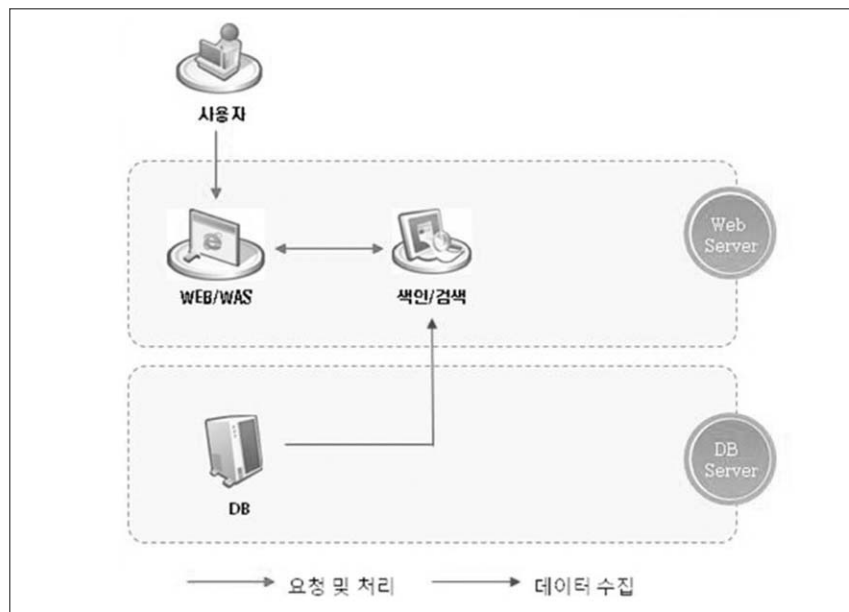 사용자
WEB/WAS
색인/검색
Web
Server
DB
DB
Server
요청 및 처리
데이터 수집